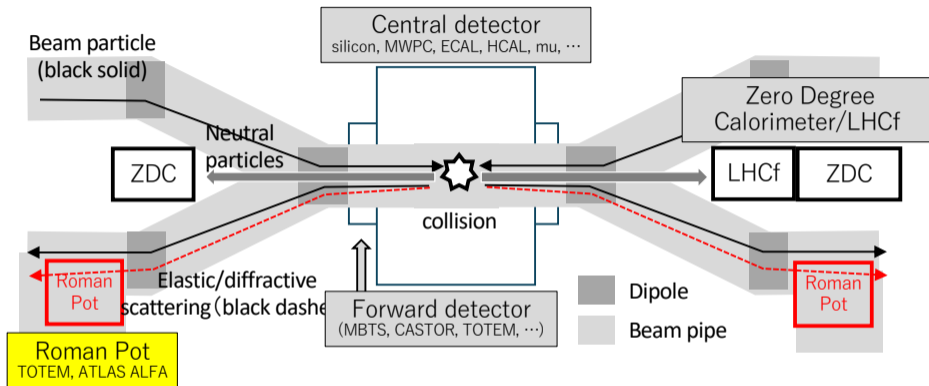 Central detector
silicon, MWPC, ECAL, HCAL, mu, …
Beam particle
(black solid)
Zero Degree
Calorimeter/LHCf
Neutral
particles
ZDC
LHCf
ZDC
collision
Roman
Pot
Elastic/diffractive
scattering(black dashe
Forward detector
(MBTS, CASTOR, TOTEM, …)
Dipole
Beam pipe
Roman
Pot
Roman Pot
TOTEM, ATLAS ALFA